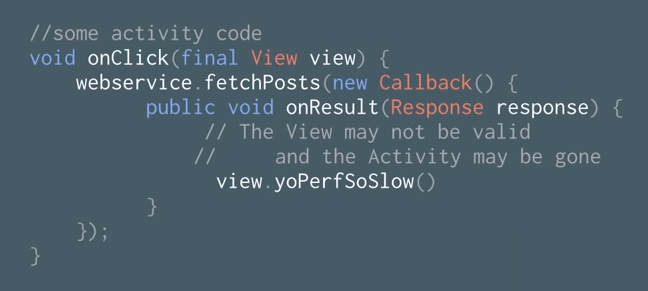 //some activity code
void onClick(final View view) {
webservice.fetchPosts(new Callback() {
public void onResult(Response response) {
// The View may not be valid
// and the Activity may be gone
view.yoPerfSoSlow()
}
});
}